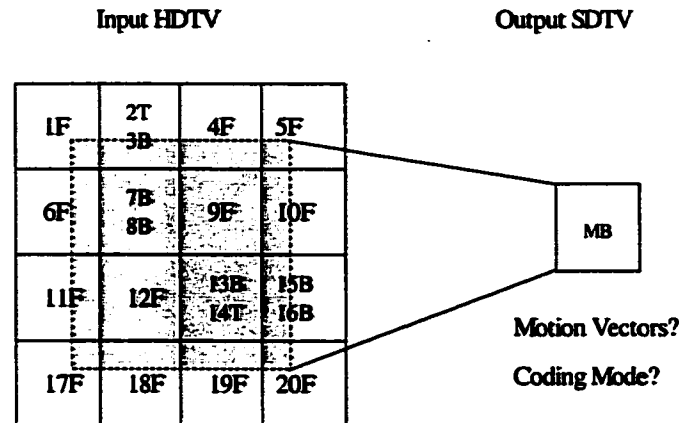 Input HDTV
Output SDTV
1F
2T
3B
4F
5F
6F
7B
8B
9F
10F
MB
11F
12F
13B
14T
15B
16B
17F
18F
19F
20F
Motion Vectors?
Coding Mode?